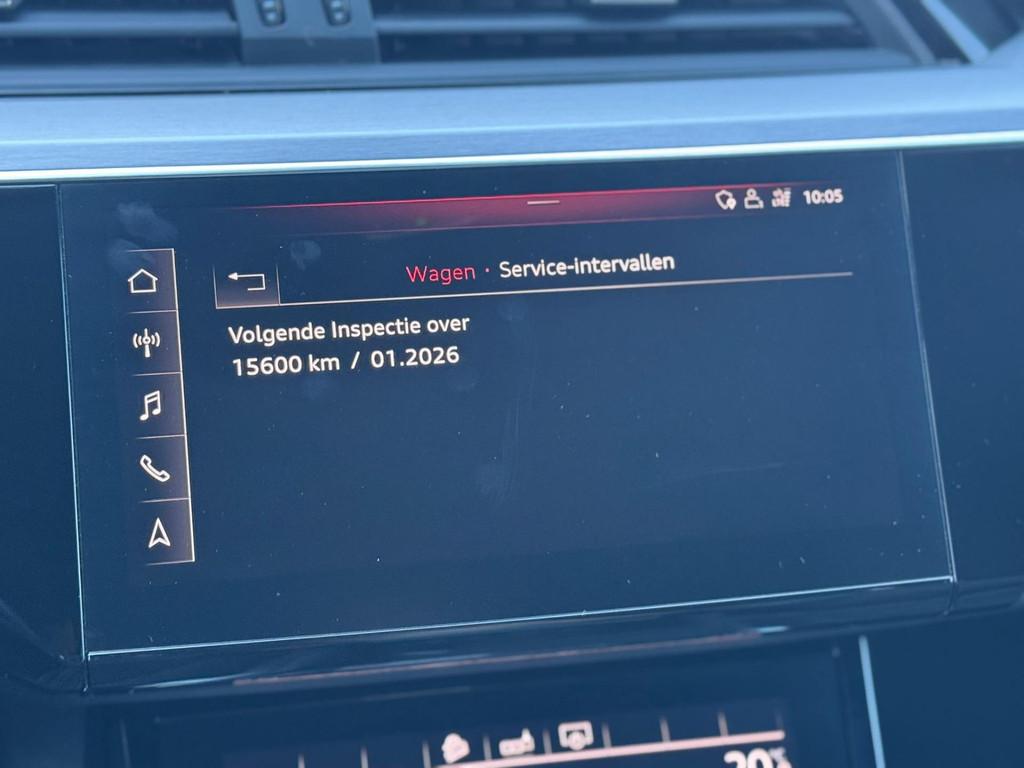 10:05
Wagen · Service-intervallen
Volgende Inspectie over
15600 km / 01.2026